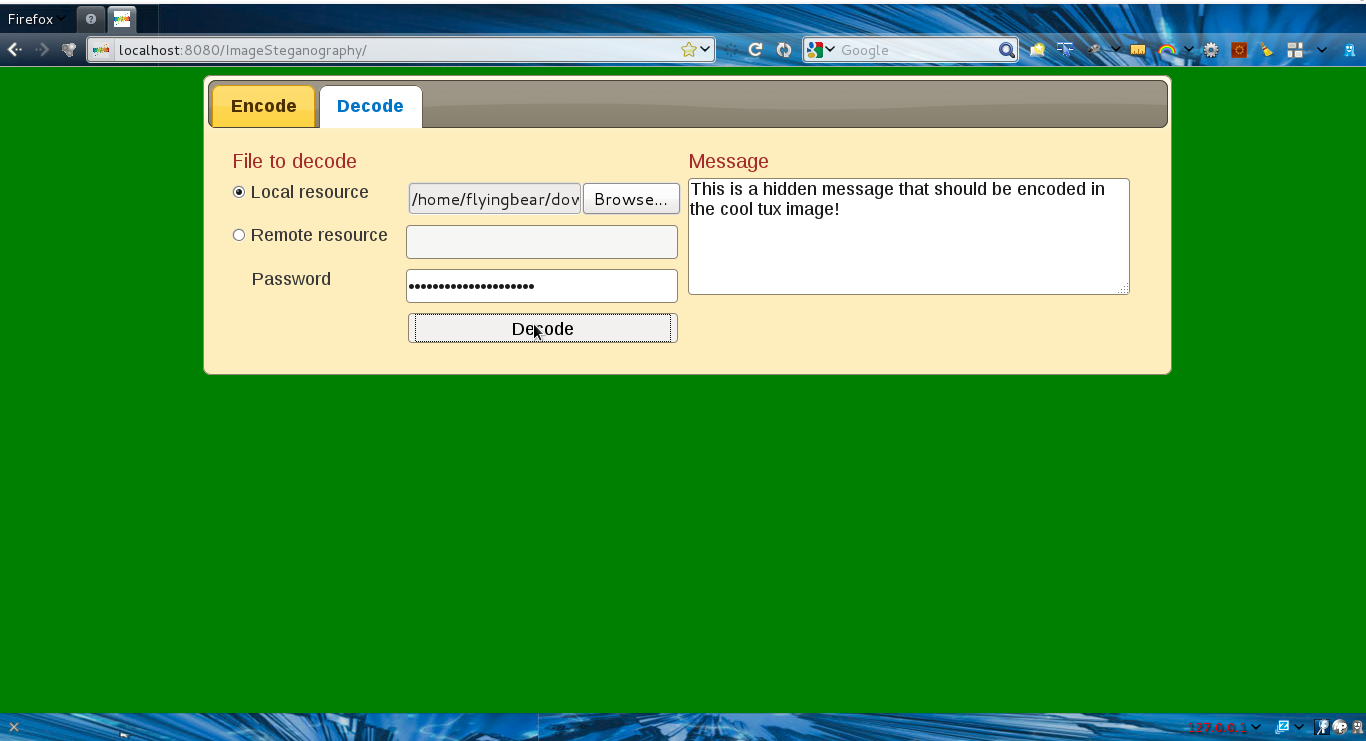 Firefox
localhost:8080/ImageSteganography/
Google
Encode
Decode
File to decode
Message
Local resource
/home/flyingbear/dov
Browse...
This is a hidden message that should be encoded in
the cool tux image!
Remote resource
Password
•••••••••••••••••••••
Decode
127.0.0.1